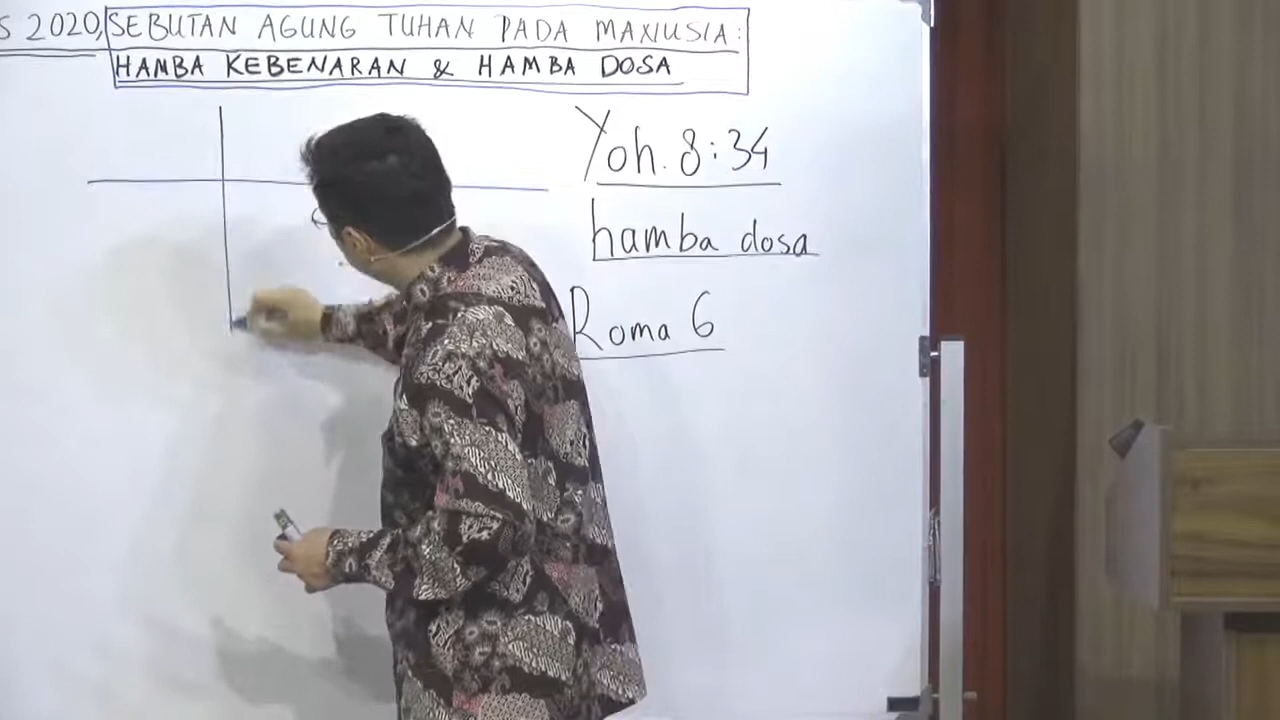 S 2020, SEBUTAN AGUNG TUHAN PADA MANUSIA:
HAMBA KEBENARAN & HAMBA DOSA
Yoh. 8:34
hamba dosa
Roma 6